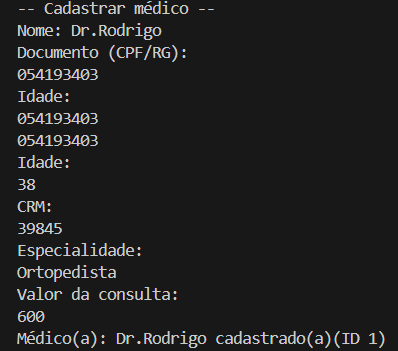 -- Cadastrar médico --
Nome: Dr.Rodrigo
Documento (CPF/RG):
054193403
Idade:
054193403
054193403
Idade:
38
CRM:
39845
Especialidade:
Ortopedista
Valor da consulta:
600
Médico(a): Dr.Rodrigo cadastrado(a)(ID 1)